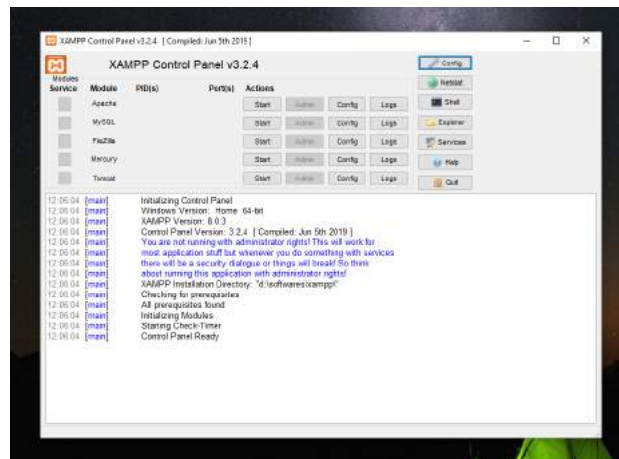 XAMPP Control Panel v3.2.4 [ Compiled: Jun 5th 2019 ]
XAMPP Control Panel v3.2.4
Config
Modules
Service Module PID(s) Port(s) Actions
Netstat
Apache Start Admin Config Logs
Shell
MySQL Start Admin Config Logs
Explorer
FileZilla Start Admin Config Logs
Services
Mercury Start Admin Config Logs
Help
Tomcat Start Admin Config Logs
Quit
12:06:04 [main] Initializing Control Panel
12:06:04 [main] Windows Version: Home 64-bit
12:06:04 [main] XAMPP Version: 8.0.3
12:06:04 [main] Control Panel Version: 3.2.4 [ Compiled: Jun 5th 2019 ]
12:06:04 [main] You are not running with administrator rights! This will work for
12:06:04 [main] most application stuff but whenever you do something with services
12:06:04 [main] there will be a security dialogue or things will break! So think
12:06:04 [main] about running this application with administrator rights!
12:06:04 [main] XAMPP Installation Directory: "d:\softwares\xampp\"
12:06:04 [main] Checking for prerequisites
12:06:04 [main] All prerequisites found
12:06:04 [main] Initializing Modules
12:06:04 [main] Starting Check-Timer
12:06:04 [main] Control Panel Ready